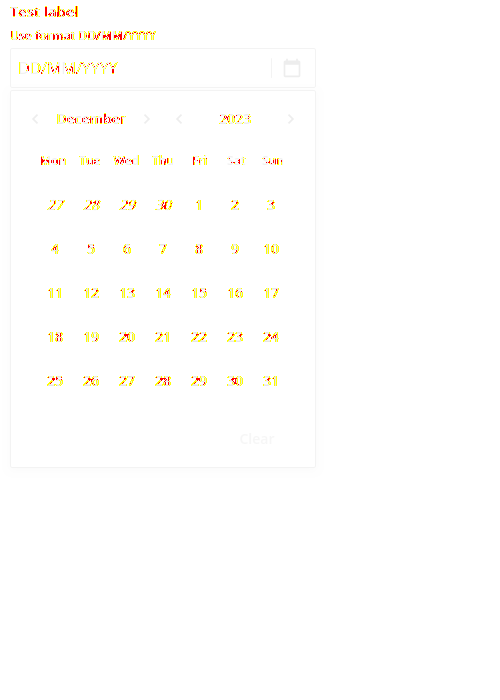 Test label
Use format DD/MM/YYYY
DD/MM/YYYY
December 2023
Mon Tue Wed Thu Fri Sat Sun
27 28 29 30 1 2 3
4 5 6 7 8 9 10
11 12 13 14 15 16 17
18 19 20 21 22 23 24
25 26 27 28 29 30 31
Clear